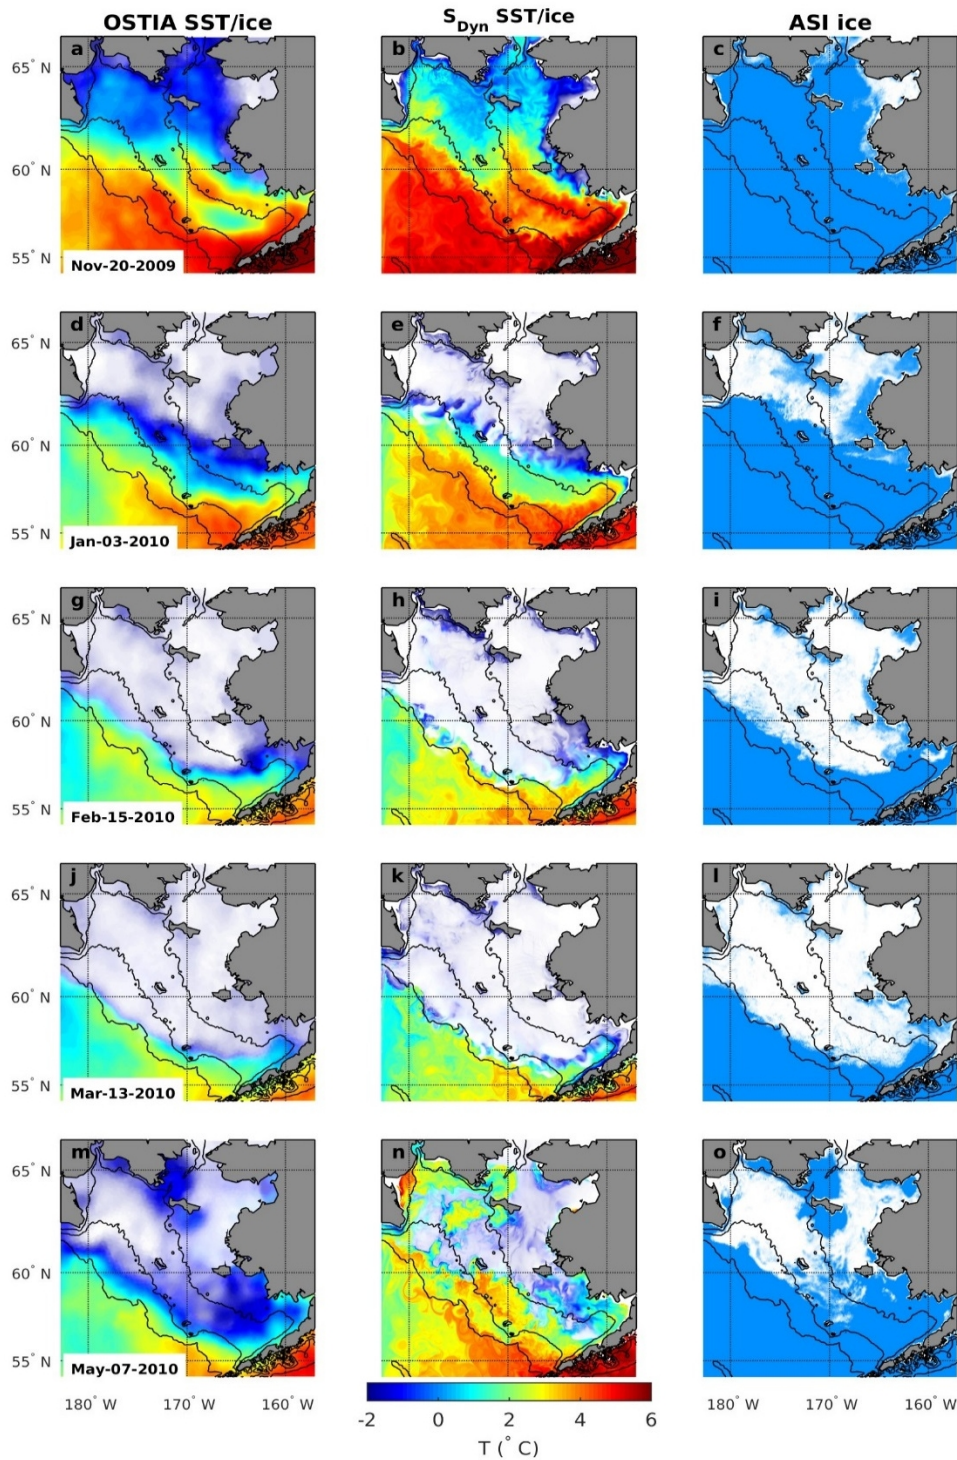 OSTIA SST/ice
S_Dyn SST/ice
ASI ice
a
b
c
65° N
60° N
55° N
Nov-20-2009
d
e
f
65° N
60° N
55° N
Jan-03-2010
g
h
i
65° N
60° N
55° N
Feb-15-2010
j
k
l
65° N
60° N
55° N
Mar-13-2010
m
n
o
65° N
60° N
55° N
May-07-2010
180° W 170° W 160° W
180° W 170° W 160° W
-2 0 2 4 6
T (° C)